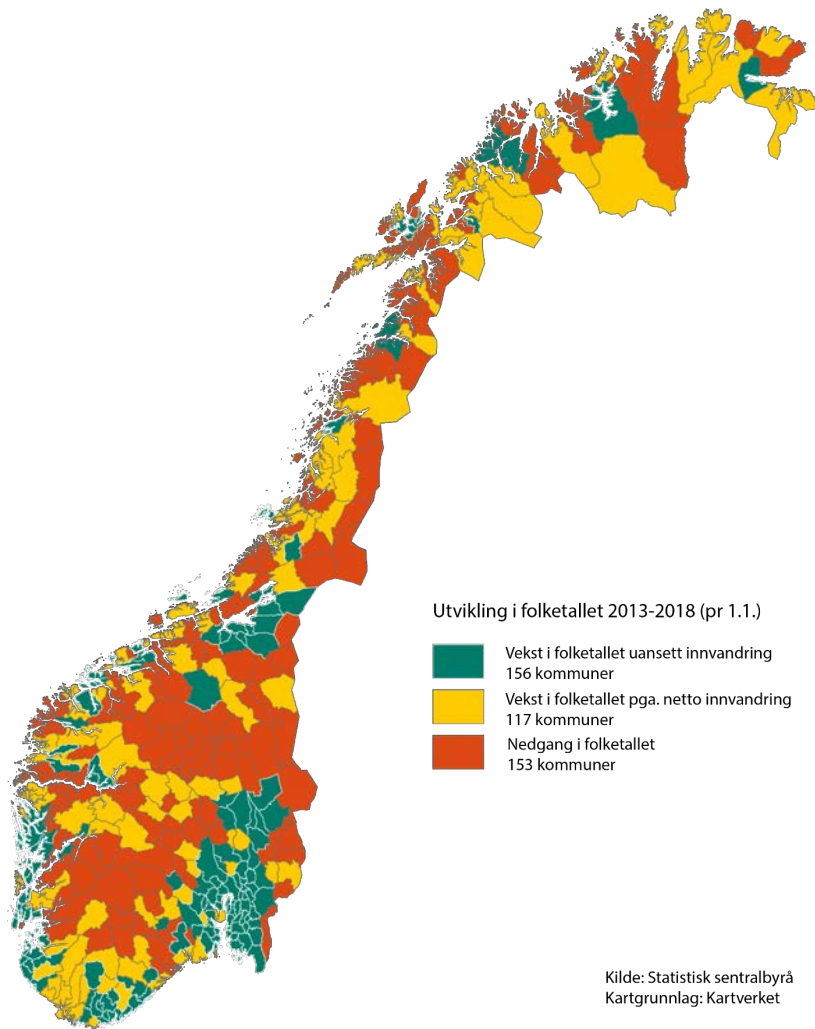 Utvikling i folketallet 2013-2018 (pr 1.1.)
Vekst i folketallet uansett innvandring
156 kommuner
Vekst i folketallet pga. netto innvandring
117 kommuner
Nedgang i folketallet
153 kommuner
Kilde: Statistisk sentralbyrå
Kartgrunnlag: Kartverket